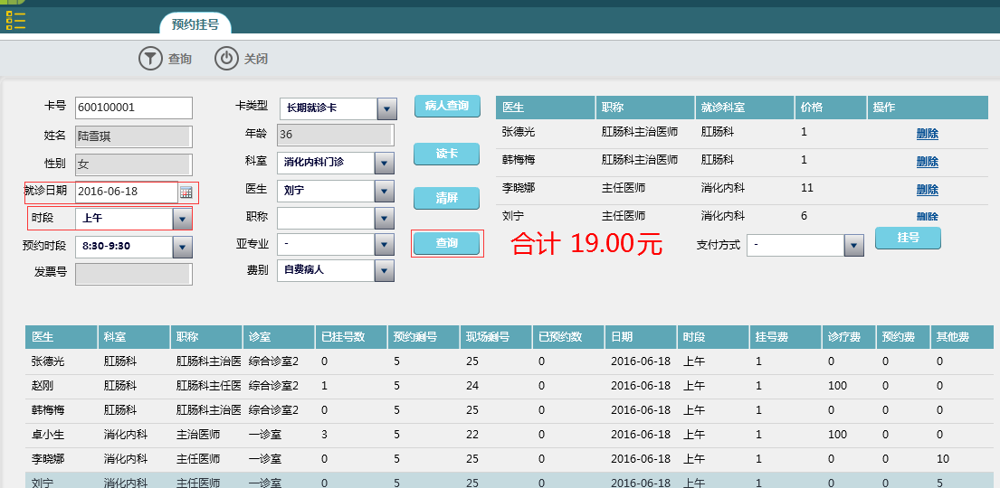 预约挂号
查询 关闭
卡号 600100001 卡类型 长期就诊卡 病人查询
姓名 陆雪琪 年龄 36
性别 女 科室 消化内科门诊 读卡
就诊日期 2016-06-18 医生 刘宁 清屏
时段 上午 职称
预约时段 8:30-9:30 亚专业 - 查询
发票号 费别 自费病人
医生 职称 就诊科室 价格 操作
张德光 肛肠科主治医师 肛肠科 1 删除
韩梅梅 肛肠科主治医师 肛肠科 1 删除
李晓娜 主任医师 消化内科 11 删除
刘宁 主任医师 消化内科 6 删除
合计 19.00元 支付方式 - 挂号
医生 科室 职称 诊室 已挂号数 预约剩号 现场剩号 已预约数 日期 时段 挂号费 诊疗费 预约费 其他费
张德光 肛肠科 肛肠科主治医 综合诊室2 0 5 25 0 2016-06-18 上午 1 0 0 0
赵刚 肛肠科 肛肠科主任医 综合诊室2 1 5 24 0 2016-06-18 上午 1 100 0 0
韩梅梅 肛肠科 肛肠科主治医 综合诊室2 0 5 25 0 2016-06-18 上午 1 0 0 0
卓小生 消化内科 主治医师 一诊室 3 5 22 0 2016-06-18 上午 1 100 0 0
李晓娜 消化内科 主任医师 一诊室 0 5 25 0 2016-06-18 上午 1 0 0 10
刘宁 消化内科 主任医师 一诊室 0 5 25 0 2016-06-18 上午 1 0 0 5